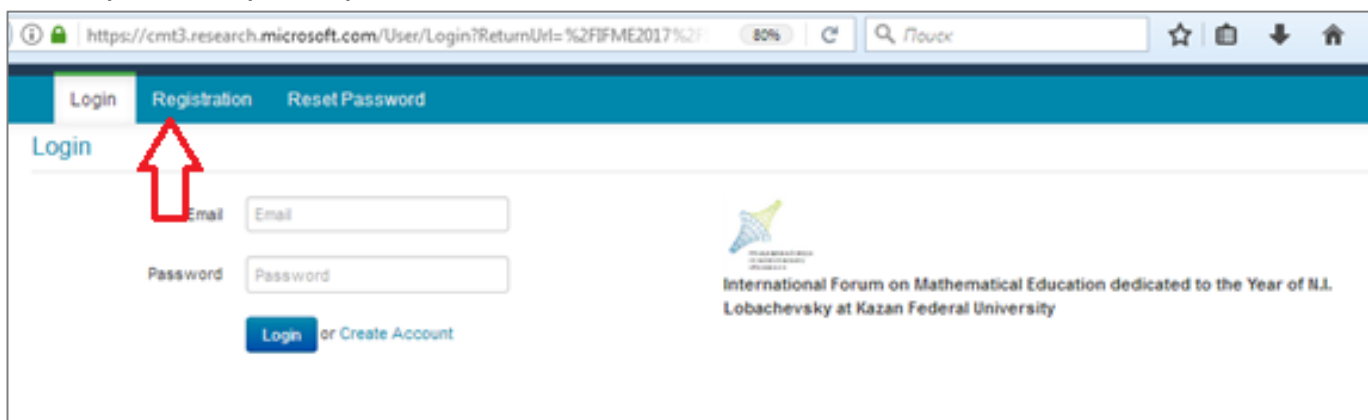 https://cmt3.research.microsoft.com/User/Login?ReturnUrl=%2FIFME2017%2F 80% Поиск
Login Registration Reset Password
Login
Email Email
Password Password
Login or Create Account
International Forum on Mathematical Education dedicated to the Year of N.I.
Lobachevsky at Kazan Federal University